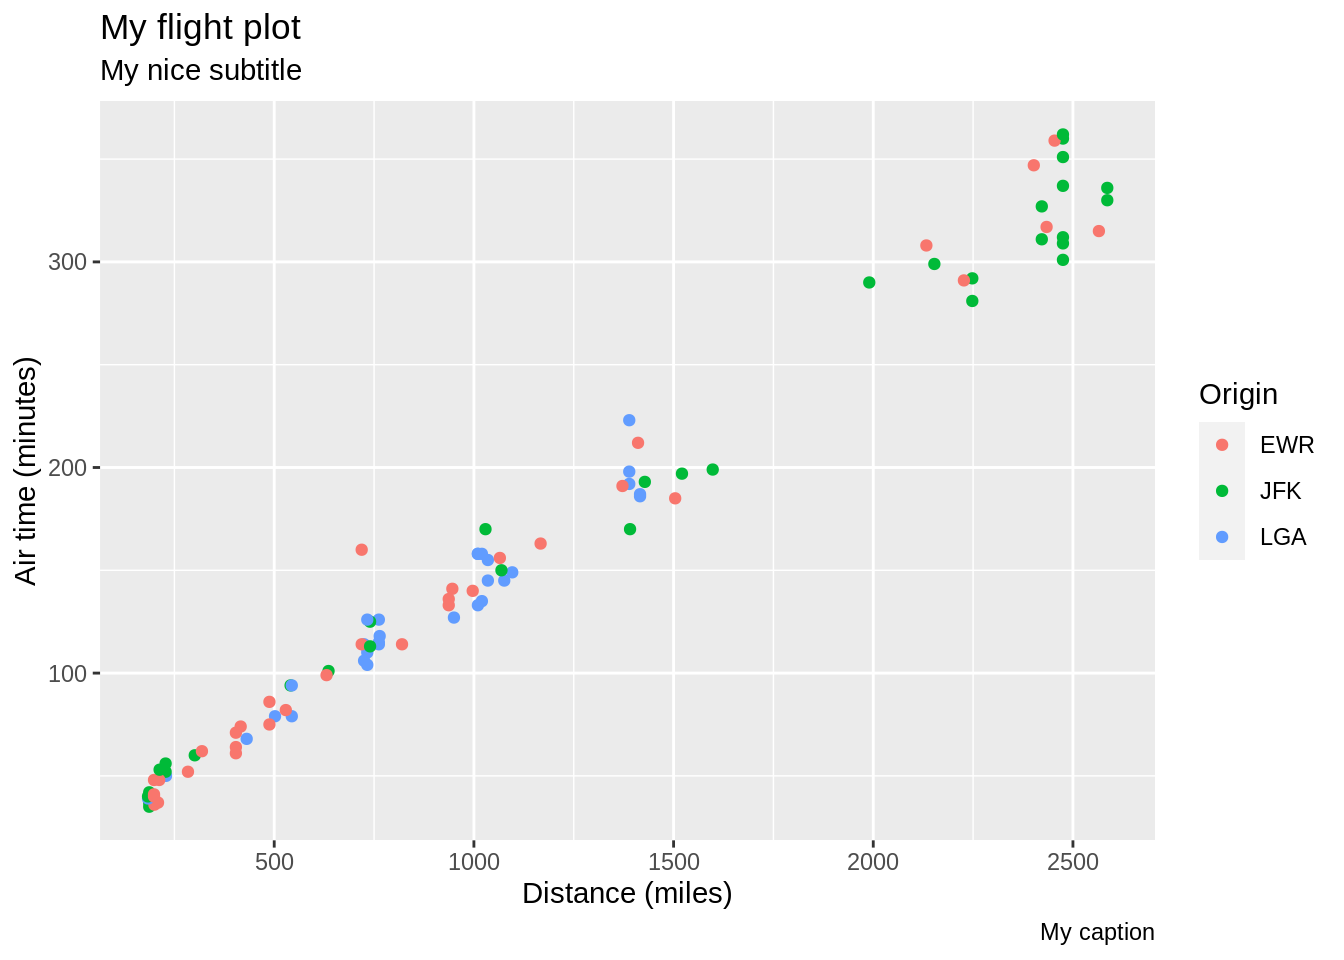 My flight plot
My nice subtitle
300
200
100
Air time (minutes)
500 1000 1500 2000 2500
Distance (miles)
Origin
EWR
JFK
LGA
My caption